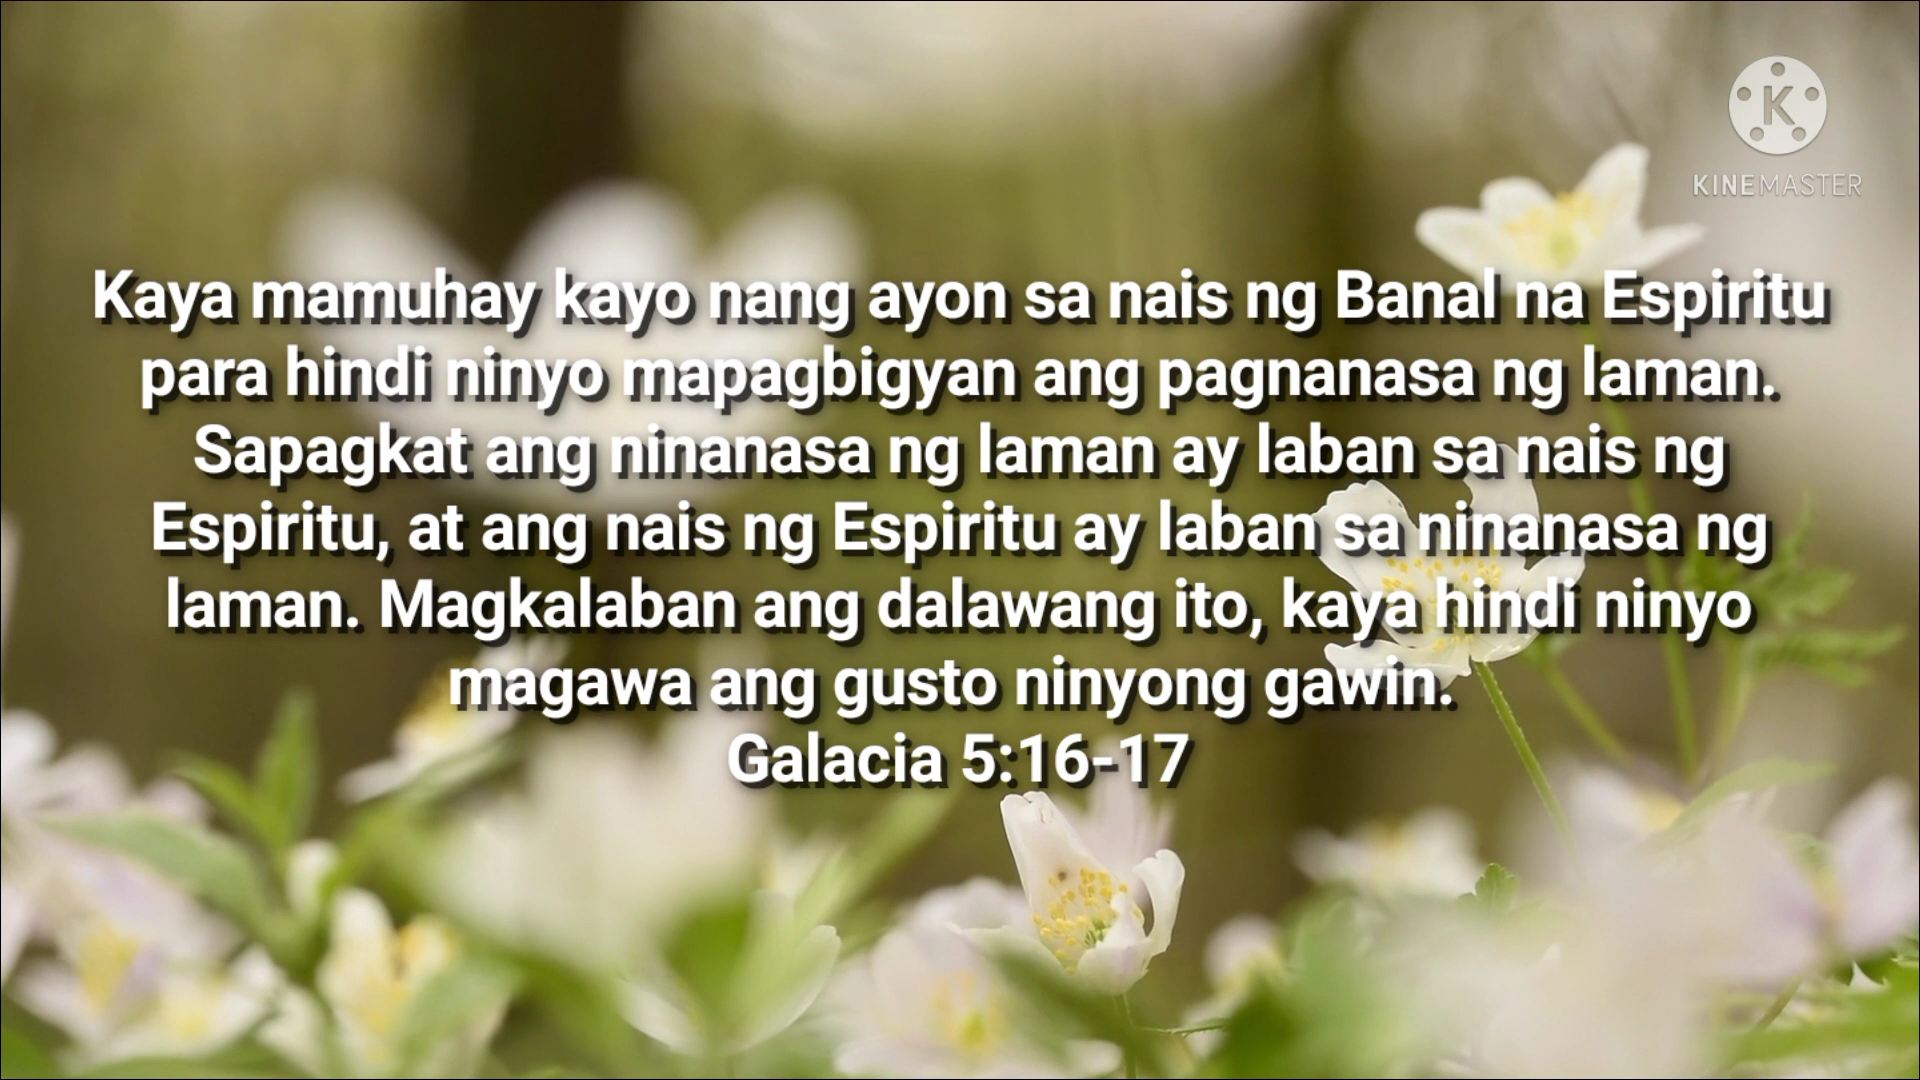 KINEMASTER
Kaya mamuhay kayo nang ayon sa nais ng Banal na Espiritu
para hindi ninyo mapagbigyan ang pagnanasa ng laman.
Sapagkat ang ninanasa ng laman ay laban sa nais ng
Espiritu, at ang nais ng Espiritu ay laban sa ninanasa ng
laman. Magkalaban ang dalawang ito, kaya hindi ninyo
magawa ang gusto ninyong gawin.
Galacia 5:16-17